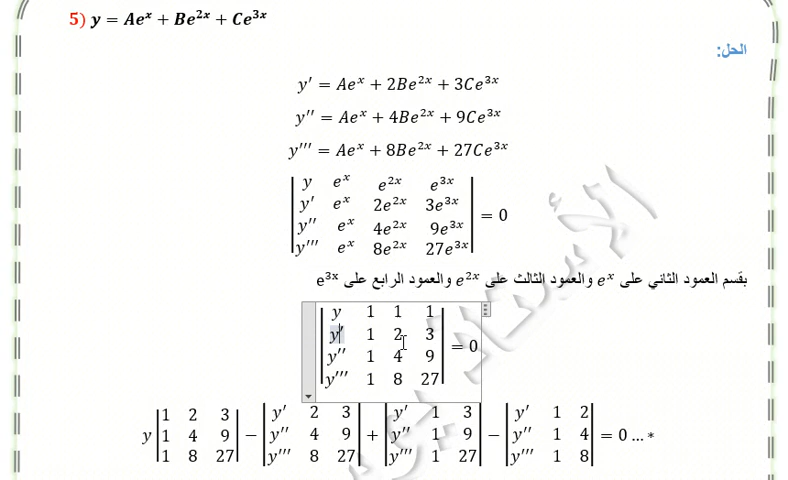 5) y = Ae^x + Be^{2x} + Ce^{3x}
الحل:
y′ = Ae^x + 2Be^{2x} + 3Ce^{3x}
y′′ = Ae^x + 4Be^{2x} + 9Ce^{3x}
y′′′ = Ae^x + 8Be^{2x} + 27Ce^{3x}
| y e^x e^{2x} e^{3x} |
| y′ e^x 2e^{2x} 3e^{3x} | = 0
| y′′ e^x 4e^{2x} 9e^{3x} |
| y′′′ e^x 8e^{2x} 27e^{3x} |
بقسم العمود الثاني على e^x والعمود الثالث على e^{2x} والعمود الرابع على e^{3x}
| y 1 1 1 |
| y′ 1 2 3 | = 0
| y′′ 1 4 9 |
| y′′′ 1 8 27 |
|1 2 3| |y′ 2 3| |y′ 1 3| |y′ 1 2|
y |1 4 9| − |y′′ 4 9| + |y′′ 1 9| − |y′′ 1 4| = 0 … *
|1 8 27| |y′′′ 8 27| |y′′′ 1 27| |y′′′ 1 8|